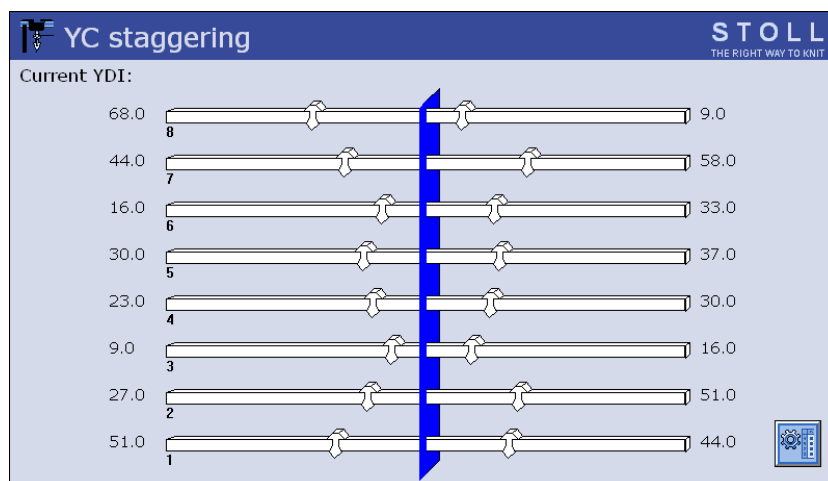 YC staggering
STOLL
THE RIGHT WAY TO KNIT
Current YDI:
68.0 8 9.0
44.0 7 58.0
16.0 6 33.0
30.0 5 37.0
23.0 4 30.0
9.0 3 16.0
27.0 2 51.0
51.0 1 44.0